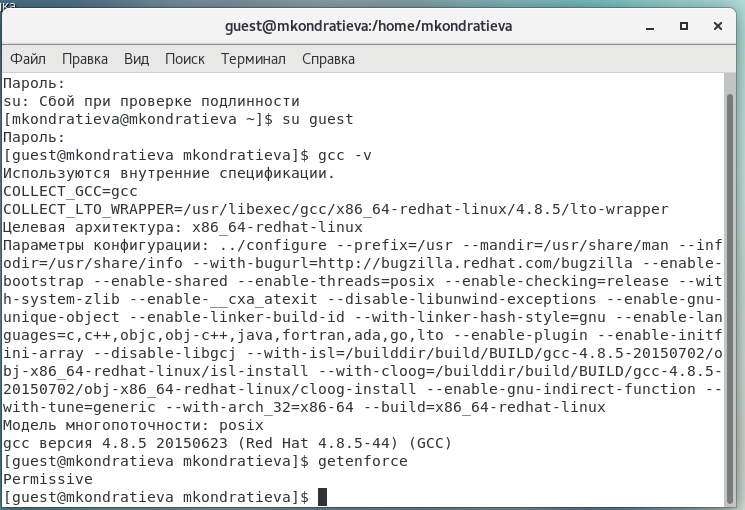 ка
guest@mkondratieva:/home/mkondratieva
Файл Правка Вид Поиск Терминал Справка
Пароль:
su: Сбой при проверке подлинности
[mkondratieva@mkondratieva ~]$ su guest
Пароль:
[guest@mkondratieva mkondratieva]$ gcc -v
Используются внутренние спецификации.
COLLECT_GCC=gcc
COLLECT_LTO_WRAPPER=/usr/libexec/gcc/x86_64-redhat-linux/4.8.5/lto-wrapper
Целевая архитектура: x86_64-redhat-linux
Параметры конфигурации: ../configure --prefix=/usr --mandir=/usr/share/man --inf
odir=/usr/share/info --with-bugurl=http://bugzilla.redhat.com/bugzilla --enable-
bootstrap --enable-shared --enable-threads=posix --enable-checking=release --wit
h-system-zlib --enable-__cxa_atexit --disable-libunwind-exceptions --enable-gnu-
unique-object --enable-linker-build-id --with-linker-hash-style=gnu --enable-lan
guages=c,c++,objc,obj-c++,java,fortran,ada,go,lto --enable-plugin --enable-initf
ini-array --disable-libgcj --with-isl=/builddir/build/BUILD/gcc-4.8.5-20150702/o
bj-x86_64-redhat-linux/isl-install --with-cloog=/builddir/build/BUILD/gcc-4.8.5-
20150702/obj-x86_64-redhat-linux/cloog-install --enable-gnu-indirect-function --
with-tune=generic --with-arch_32=x86-64 --build=x86_64-redhat-linux
Модель многопоточности: posix
gcc версия 4.8.5 20150623 (Red Hat 4.8.5-44) (GCC)
[guest@mkondratieva mkondratieva]$ getenforce
Permissive
[guest@mkondratieva mkondratieva]$